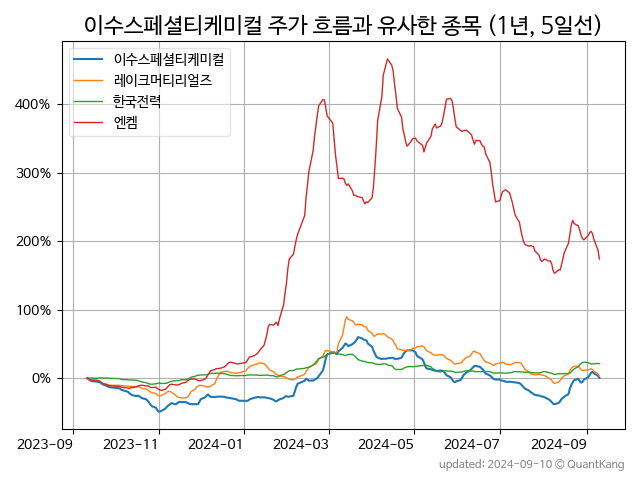 이수스페셜티케미컬 주가 흐름과 유사한 종목 (1년, 5일선)
이수스페셜티케미컬
레이크머티리얼즈
한국전력
엔켐
400%
300%
200%
100%
0%
2023-09 2023-11 2024-01 2024-03 2024-05 2024-07 2024-09
updated: 2024-09-10 © QuantKang